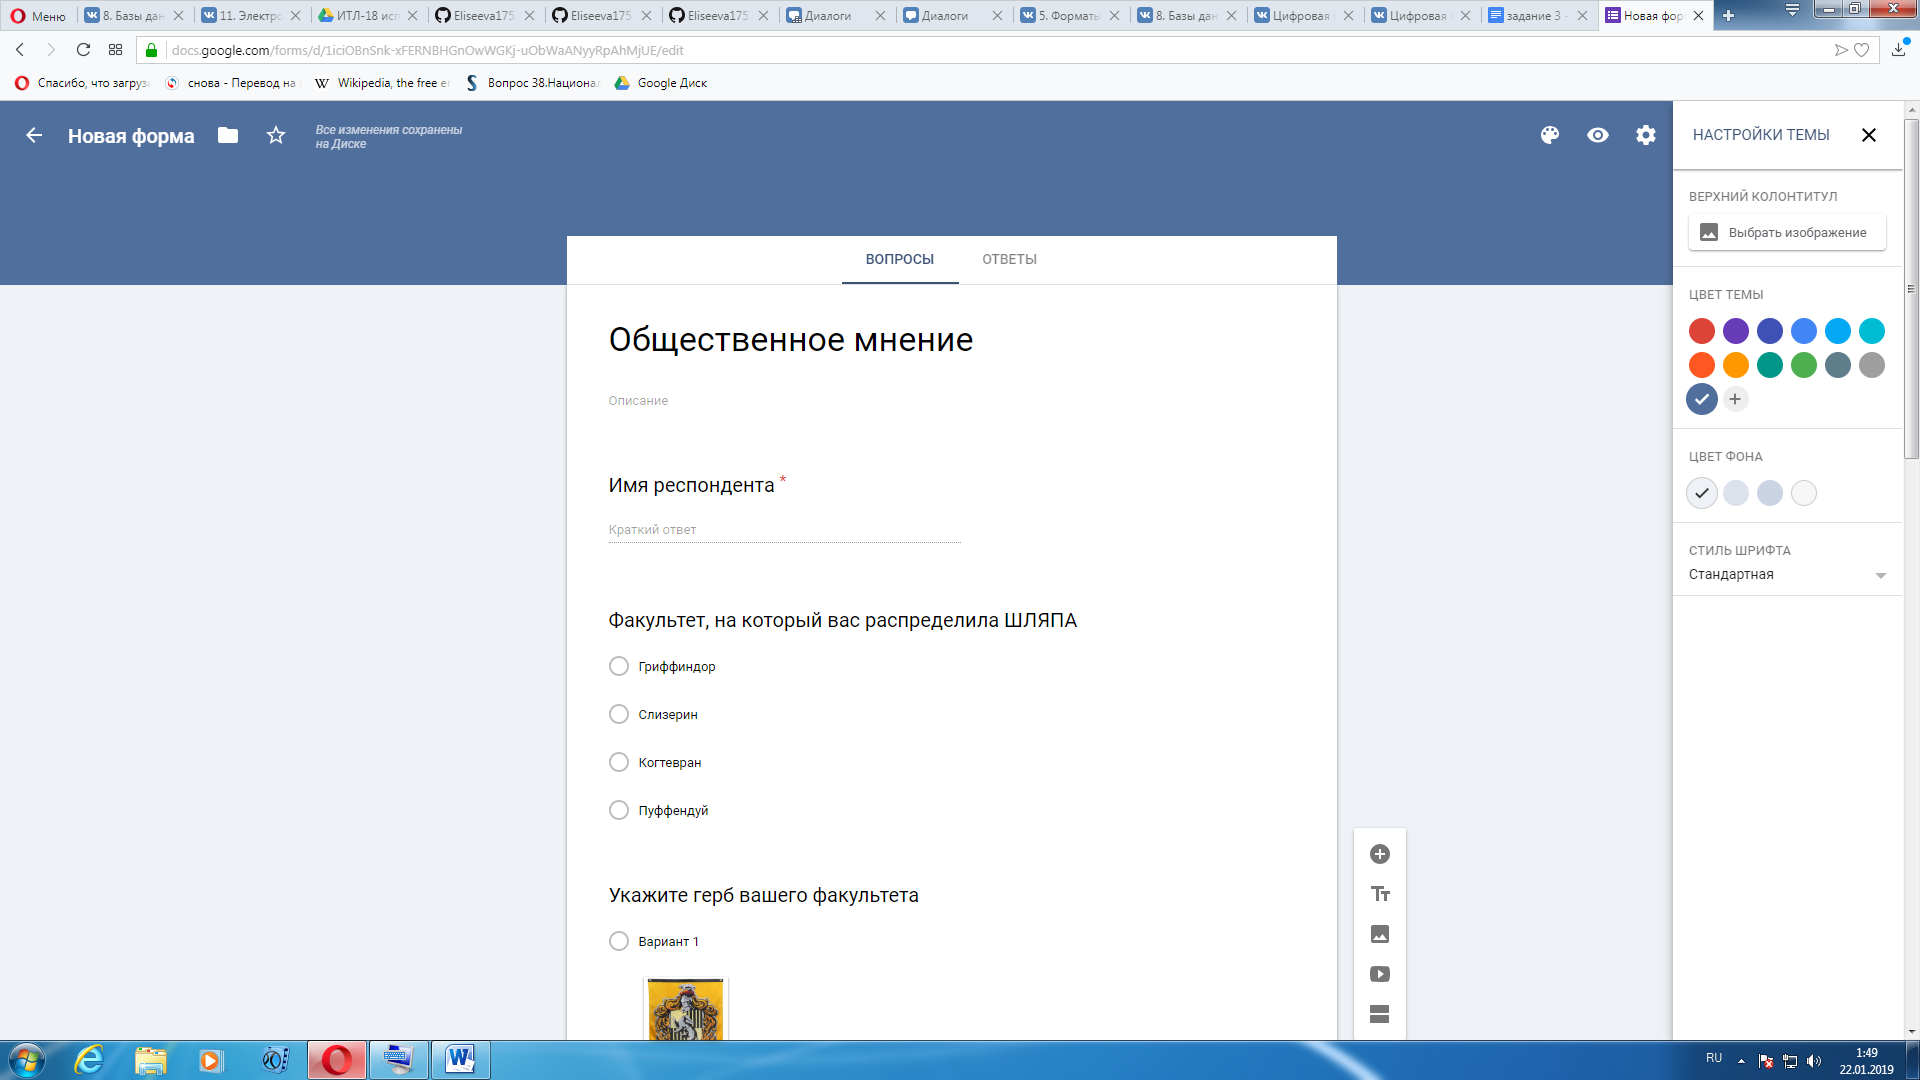 Меню
8. Базы дан
11. Электро
ИТЛ-18 исп
Eliseeva175
Eliseeva175
Eliseeva175
Диалоги
Диалоги
5. Форматы
8. Базы дан
Цифровая
Цифровая
задание 3 -
Новая фор
docs.google.com/forms/d/1iciOBnSnk-xFERNBHGnOwWGKj-uObWaANyyRpAhMjUE/edit
Спасибо, что загруз
снова - Перевод на
Wikipedia, the free e
Вопрос 38.Национа
Google Диск
Новая форма
Все изменения сохранены
на Диске
НАСТРОЙКИ ТЕМЫ
ВЕРХНИЙ КОЛОНТИТУЛ
Выбрать изображение
ВОПРОСЫ
ОТВЕТЫ
ЦВЕТ ТЕМЫ
Общественное мнение
Описание
ЦВЕТ ФОНА
Имя респондента *
Краткий ответ
СТИЛЬ ШРИФТА
Стандартная
Факультет, на который вас распределила ШЛЯПА
Гриффиндор
Слизерин
Когтевран
Пуффендуй
Укажите герб вашего факультета
Вариант 1
RU
1:49
22.01.2019